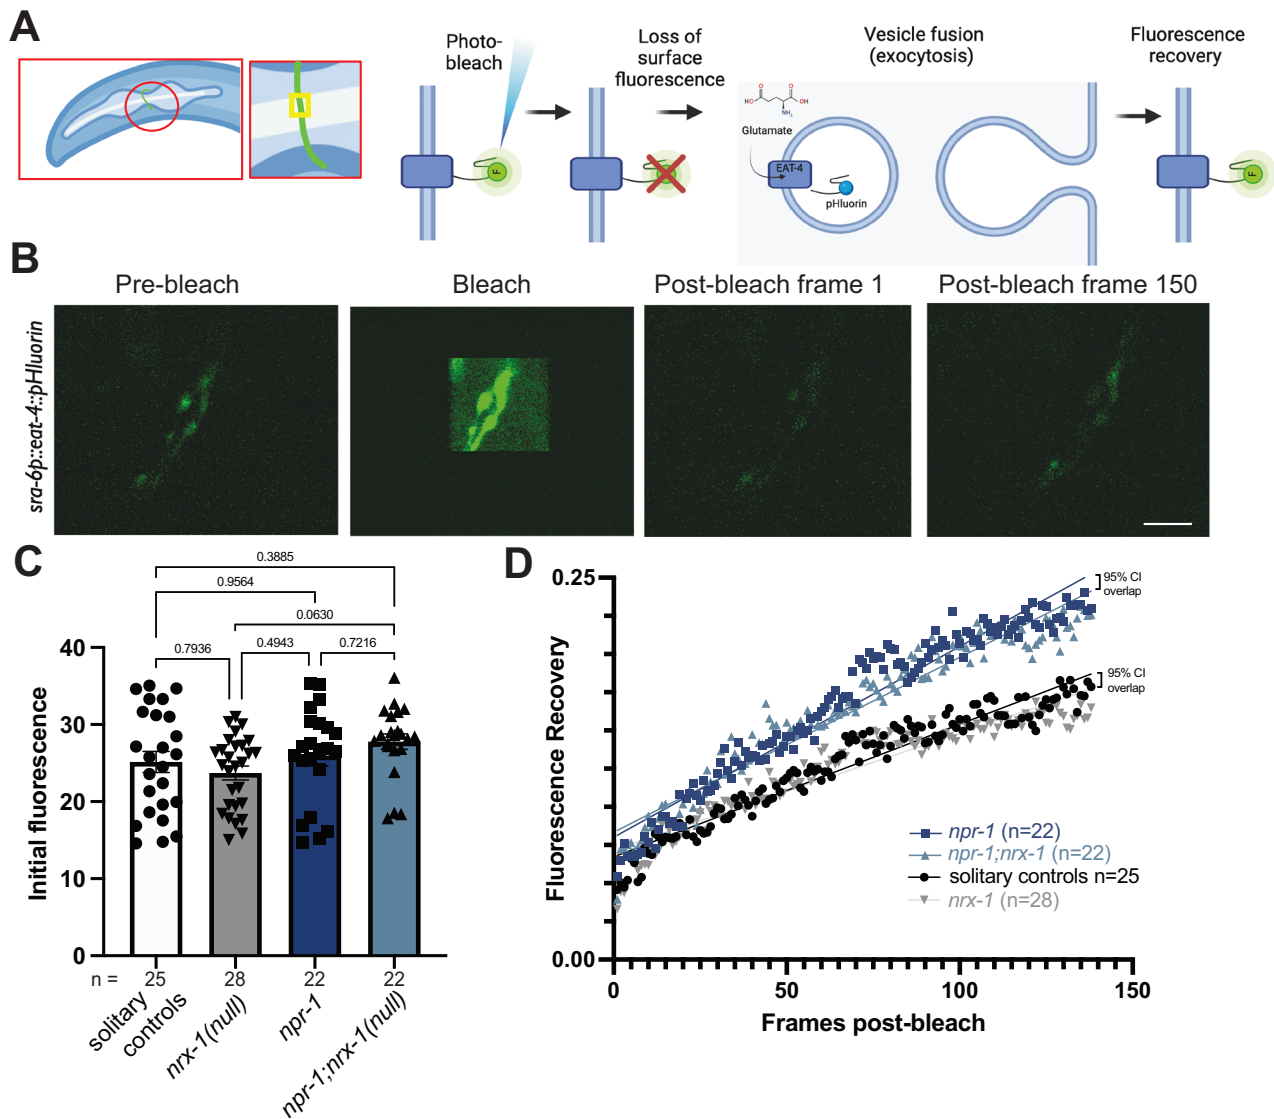 A
Photo-
bleach
Loss of
surface
fluorescence
Vesicle fusion
(exocytosis)
Fluorescence
recovery
F
F
HO
O
O
OH
NH₂
Glutamate
EAT-4
pHluorin
F
B
Pre-bleach
Bleach
Post-bleach frame 1
Post-bleach frame 150
sra-6p::eat-4::pHluorin
C
0.3885
0.9564
0.0630
0.7936
0.4943
0.7216
Initial fluorescence
40
30
20
10
0
n = 25 28 22 22
solitary
controls
nrx-1(null)
npr-1
npr-1;nrx-1(null)
D
Fluorescence Recovery
0.25
0.00
95% CI
overlap
95% CI
overlap
npr-1 (n=22)
npr-1;nrx-1 (n=22)
solitary controls n=25
nrx-1 (n=28)
0 50 100 150
Frames post-bleach